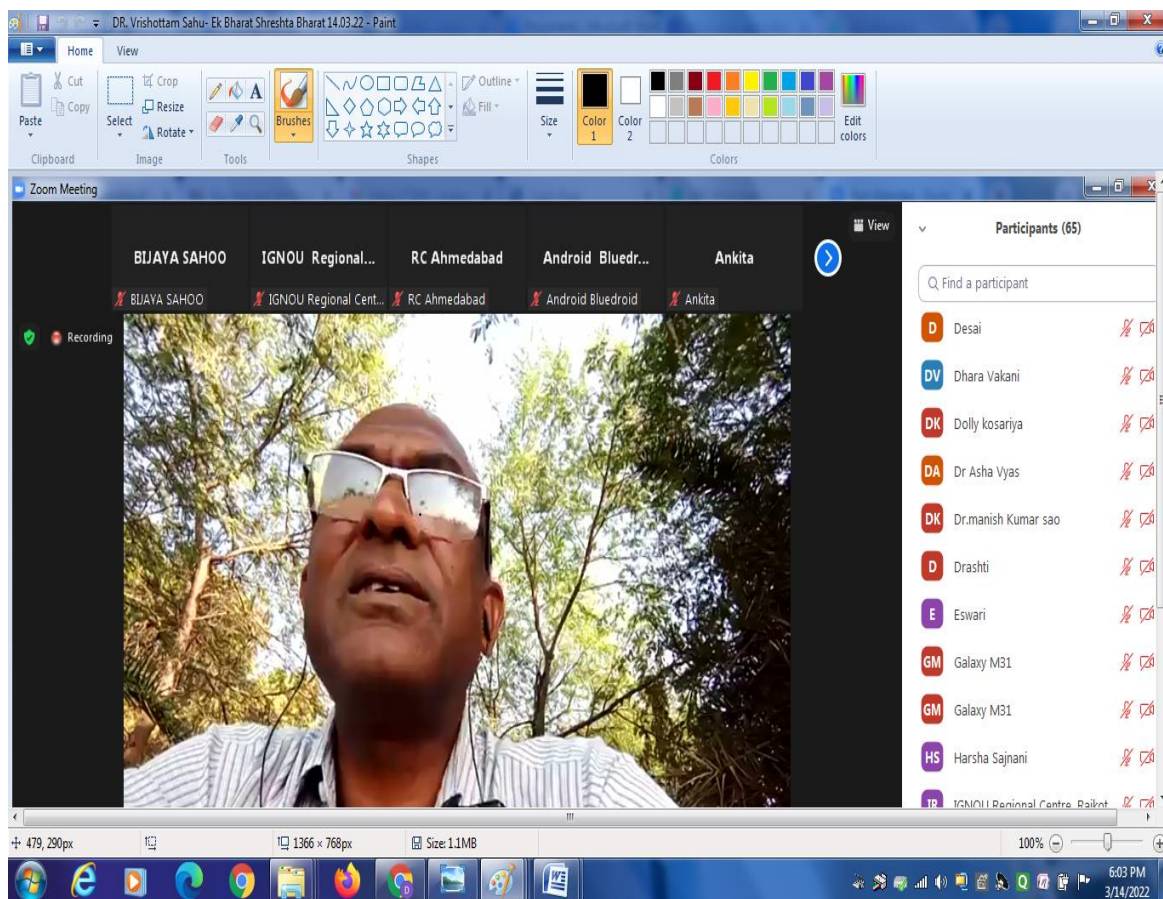 DR. Vrishottam Sahu- Ek Bharat Shreshta Bharat 14.03.22 - Paint
Home View
Cut
Copy
Paste
Clipboard
Select
Crop
Resize
Rotate
Image
Tools
A
Brushes
Outline
Fill
Shapes
Size
Color 1
Color 2
Edit colors
Colors
Zoom Meeting
BIJAYA SAHOO IGNOU Regional... RC Ahmedabad Android Bluedr... Ankita
BIJAYA SAHOO IGNOU Regional Cent... RC Ahmedabad Android Bluedroid Ankita
View
Recording
Participants (65)
Find a participant
D Desai
DV Dhara Vakani
DK Dolly kosariya
DA Dr Asha Vyas
DK Dr.manish Kumar sao
D Drashti
E Eswari
GM Galaxy M31
GM Galaxy M31
HS Harsha Sajnani
IR IGNOU Regional Centre, Rajkot
479, 290px 1366 × 768px Size: 1.1MB 100%
6:03 PM
3/14/2022